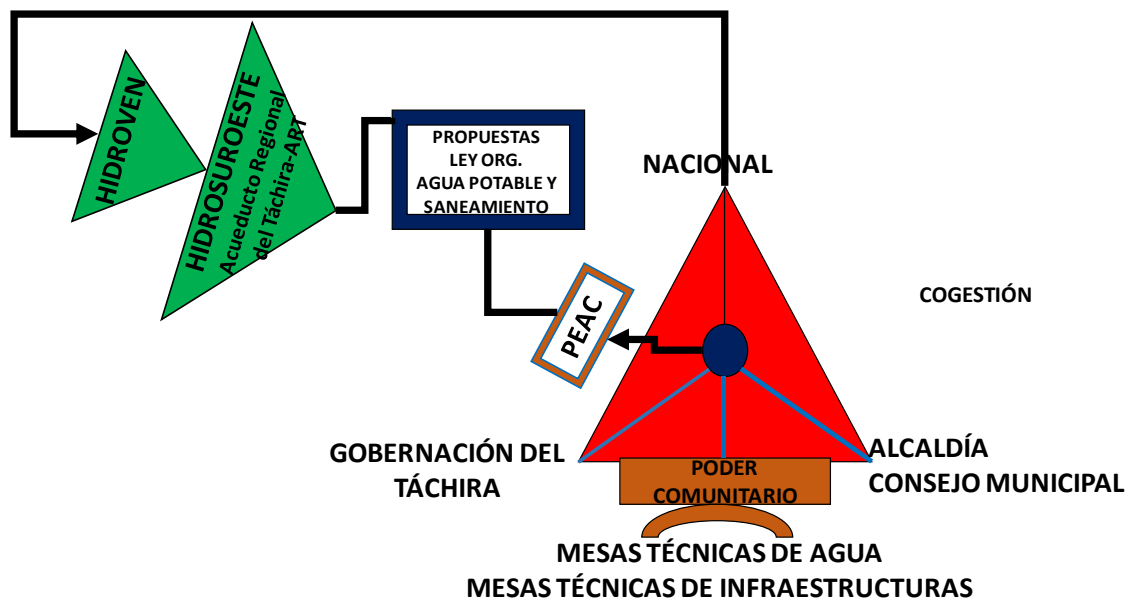 HIDROVEN
HIDROSUROESTE
Acueducto Regional
del Táchira-ART
PROPUESTAS
LEY ORG.
AGUA POTABLE Y
SANEAMIENTO
NACIONAL
PEAC
COGESTIÓN
GOBERNACIÓN DEL
TÁCHIRA
PODER
COMUNITARIO
ALCALDÍA
CONSEJO MUNICIPAL
MESAS TÉCNICAS DE AGUA
MESAS TÉCNICAS DE INFRAESTRUCTURAS